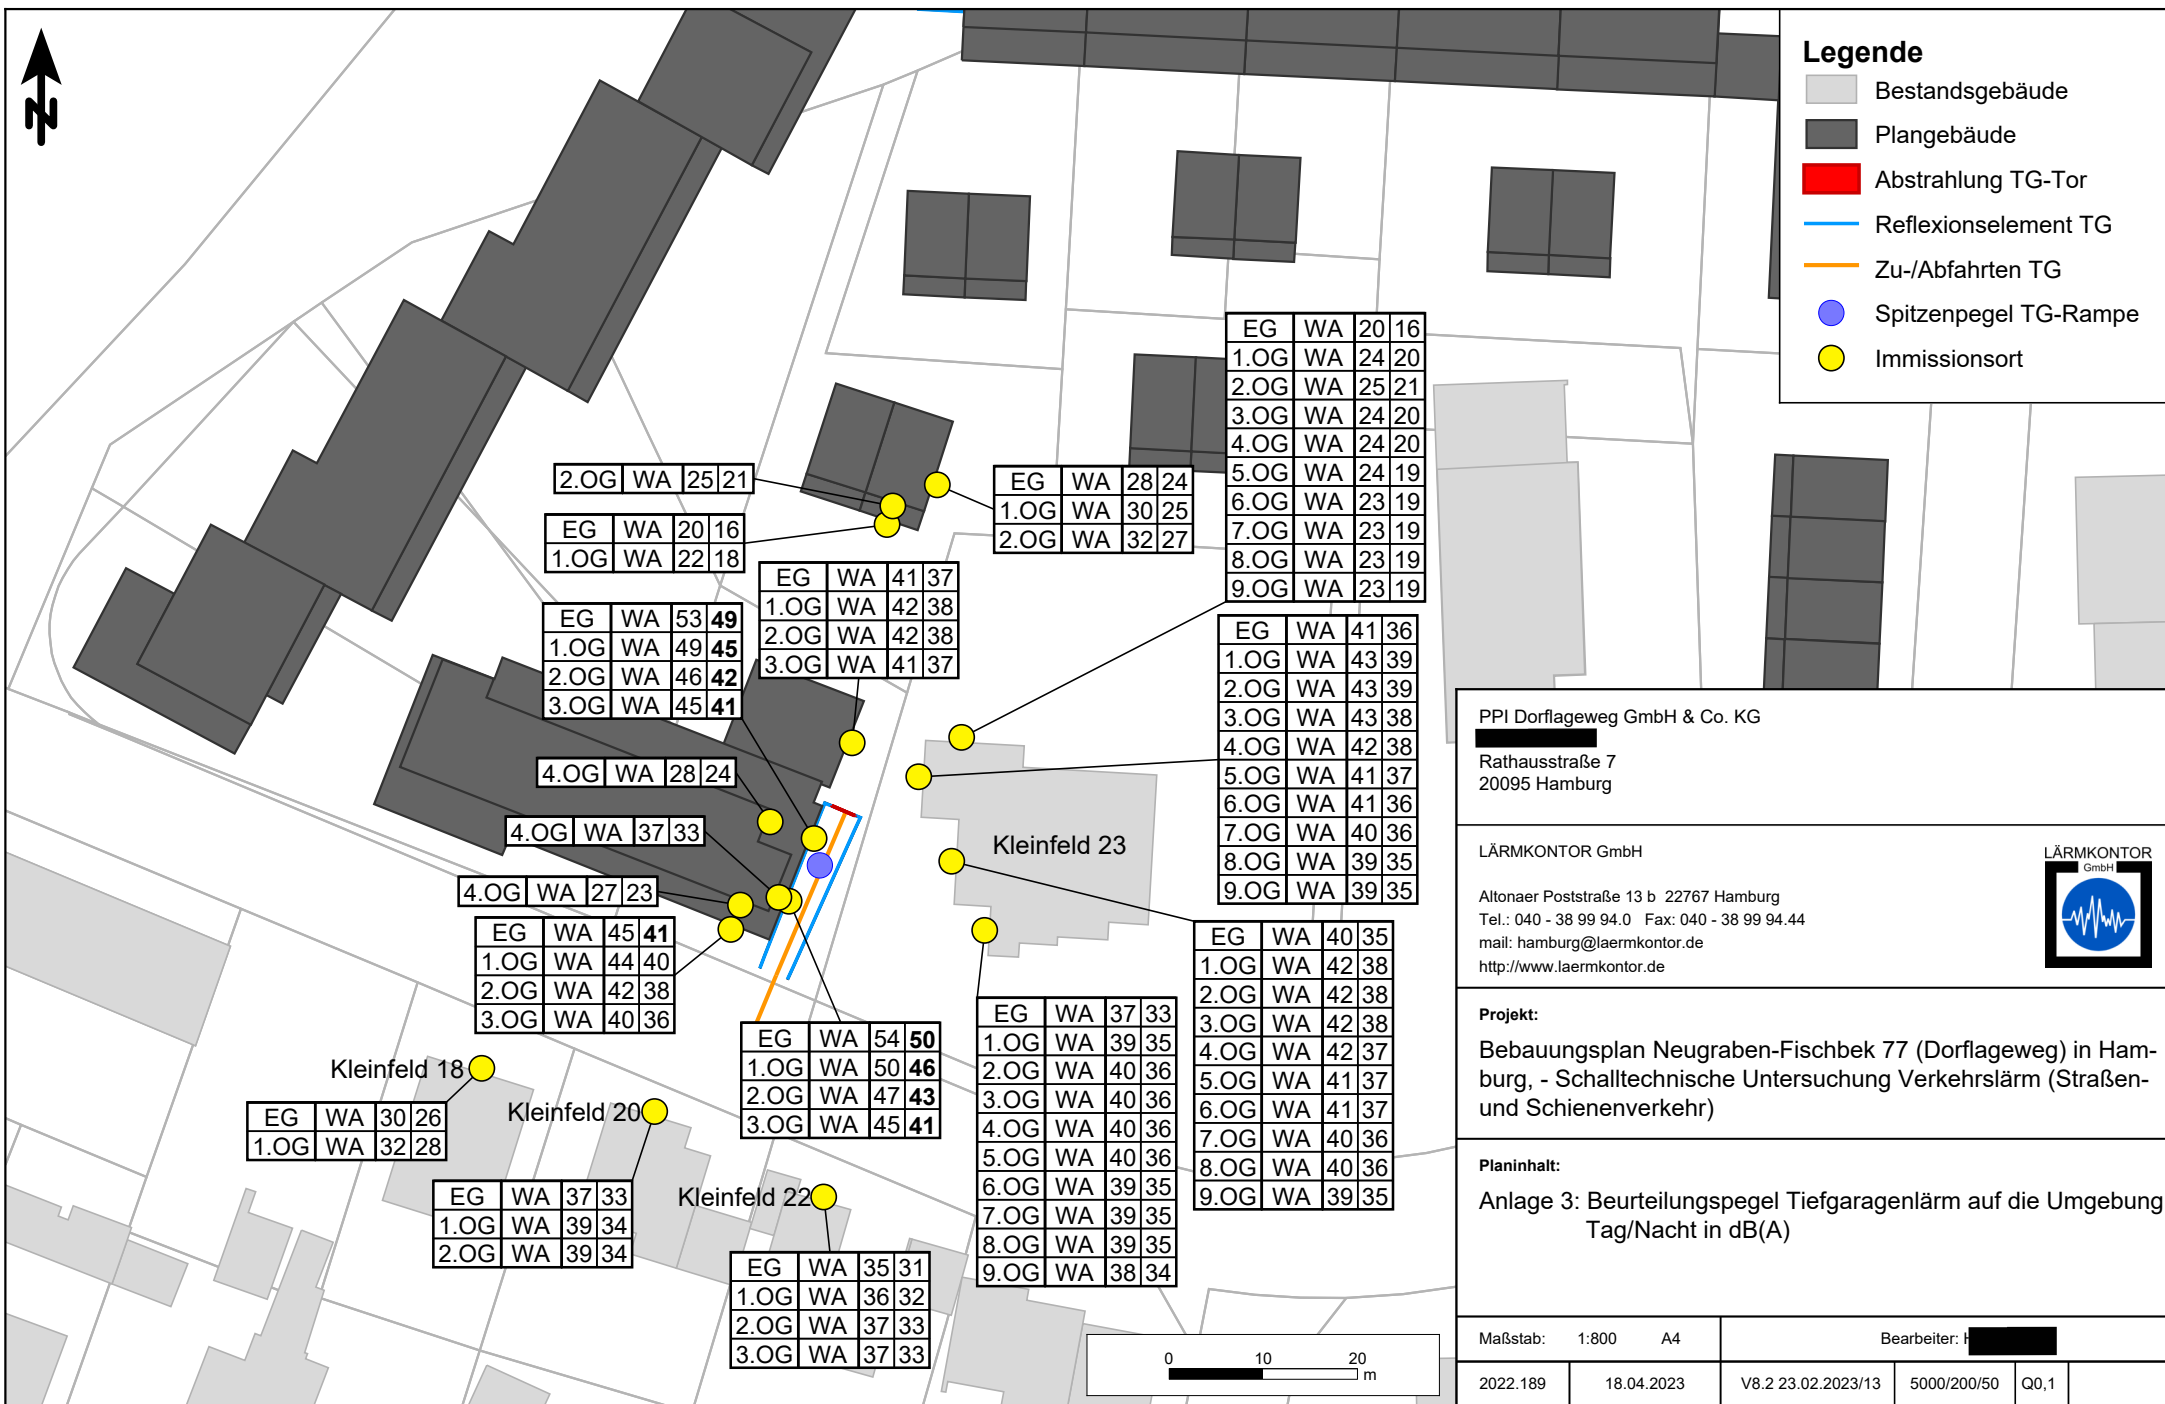 N
Legende
Bestandsgebäude
Plangebäude
Abstrahlung TG-Tor
Reflexionselement TG
Zu-/Abfahrten TG
Spitzenpegel TG-Rampe
Immissionsort
EG WA 20 16
1.OG WA 24 20
2.OG WA 25 21
3.OG WA 24 20
4.OG WA 24 20
5.OG WA 24 19
6.OG WA 23 19
7.OG WA 23 19
8.OG WA 23 19
9.OG WA 23 19
2.OG WA 25 21
EG WA 20 16
1.OG WA 22 18
EG WA 28 24
1.OG WA 30 25
2.OG WA 32 27
EG WA 41 37
1.OG WA 42 38
2.OG WA 42 38
3.OG WA 41 37
EG WA 53 49
1.OG WA 49 45
2.OG WA 46 42
3.OG WA 45 41
EG WA 41 36
1.OG WA 43 39
2.OG WA 43 39
3.OG WA 43 38
4.OG WA 42 38
5.OG WA 41 37
6.OG WA 41 36
7.OG WA 40 36
8.OG WA 39 35
9.OG WA 39 35
4.OG WA 28 24
4.OG WA 37 33
4.OG WA 27 23
Kleinfeld 23
EG WA 45 41
1.OG WA 44 40
2.OG WA 42 38
3.OG WA 40 36
EG WA 40 35
1.OG WA 42 38
2.OG WA 42 38
3.OG WA 42 38
4.OG WA 42 37
5.OG WA 41 37
6.OG WA 41 37
7.OG WA 40 36
8.OG WA 40 36
9.OG WA 39 35
EG WA 37 33
1.OG WA 39 35
2.OG WA 40 36
3.OG WA 40 36
4.OG WA 40 36
5.OG WA 40 36
6.OG WA 39 35
7.OG WA 39 35
8.OG WA 39 35
9.OG WA 38 34
EG WA 54 50
1.OG WA 50 46
2.OG WA 47 43
3.OG WA 45 41
Kleinfeld 18
EG WA 30 26
1.OG WA 32 28
Kleinfeld 20
EG WA 37 33
1.OG WA 39 34
2.OG WA 39 34
Kleinfeld 22
EG WA 35 31
1.OG WA 36 32
2.OG WA 37 33
3.OG WA 37 33
0 10 20
m
PPI Dorflageweg GmbH & Co. KG
Rathausstraße 7
20095 Hamburg
LÄRMKONTOR GmbH
Altonaer Poststraße 13 b 22767 Hamburg
Tel.: 040 - 38 99 94.0 Fax: 040 - 38 99 94.44
mail: hamburg@laermkontor.de
http://www.laermkontor.de
LÄRMKONTOR
GmbH
Projekt:
Bebauungsplan Neugraben-Fischbek 77 (Dorflageweg) in Ham-
burg, - Schalltechnische Untersuchung Verkehrslärm (Straßen-
und Schienenverkehr)
Planinhalt:
Anlage 3: Beurteilungspegel Tiefgaragenlärm auf die Umgebung
Tag/Nacht in dB(A)
Maßstab: 1:800 A4 Bearbeiter:
2022.189 18.04.2023 V8.2 23.02.2023/13 5000/200/50 Q0,1